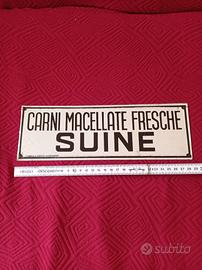 CARNI MACELLATE FRESCHE
SUINE
subito